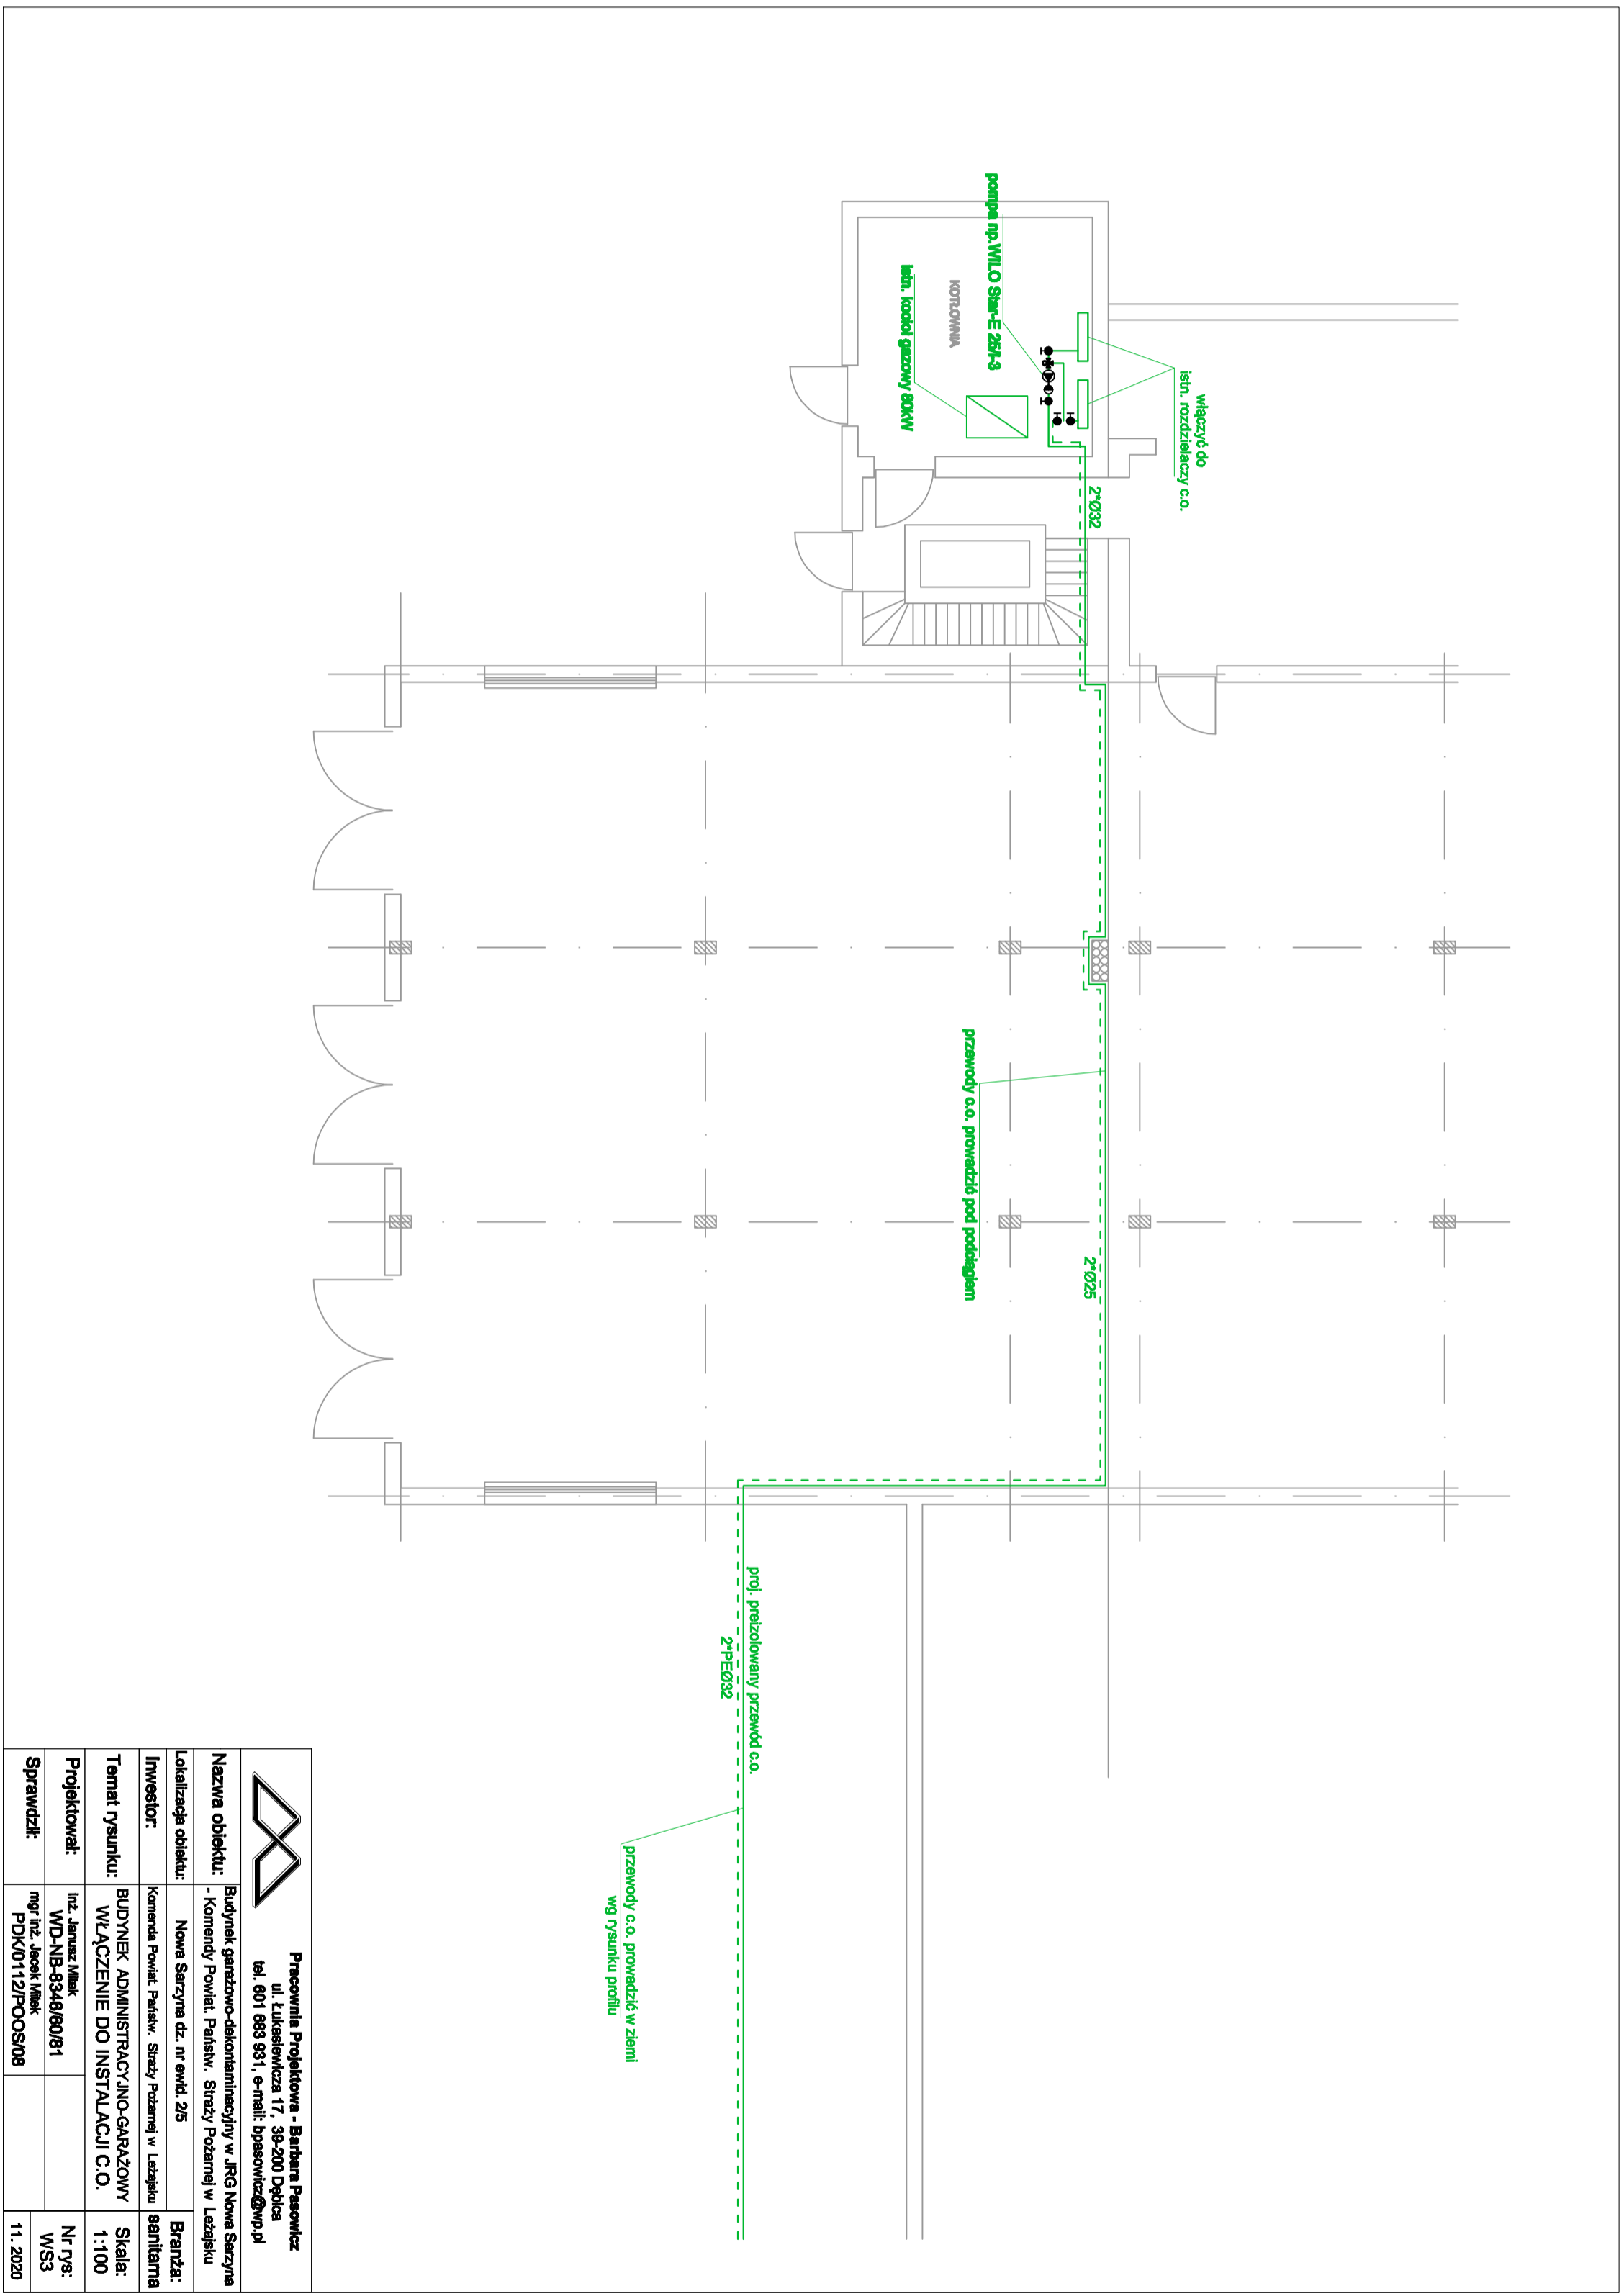 włączyć do
istn. rozdzielaczy c.o.
pompa np.WILO Star-E 25/1-3
KOTŁOWNIA
istn. kocioł gazowy 80kW
2*Ø32
przewody c.o. prowadzić pod podciągiem
2*Ø25
proj. preizolowany przewód c.o.
2*PEØ32
przewody c.o. prowadzić w ziemi
wg rysunku profilu
Pracownia Projektowa - Barbara Pasowicz
ul. Łukasiewicza 17, 39-200 Dębica
tel. 601 683 931, e-mail: bpasowicz@wp.pl
Nazwa obiektu:
Budynek garażowo-dekontaminacyjny w JRG Nowa Sarzyna
- Komendy Powiat. Państw. Straży Pożarnej w Leżajsku
Lokalizacja obiektu:
Nowa Sarzyna dz. nr ewid. 2/5
Branża:
sanitarna
Inwestor:
Komenda Powiat. Państw. Straży Pożarnej w Leżajsku
Temat rysunku:
BUDYNEK ADMINISTRACYJNO-GARAŻOWY
WŁĄCZENIE DO INSTALACJI C.O.
Skala:
1:100
Projektował:
inż. Janusz Miłek
WD-NB-8346/60/81
Nr rys:
WS3
Sprawdził:
mgr inż. Jacek Miłek
PDK/0112/POOS/08
11. 2020